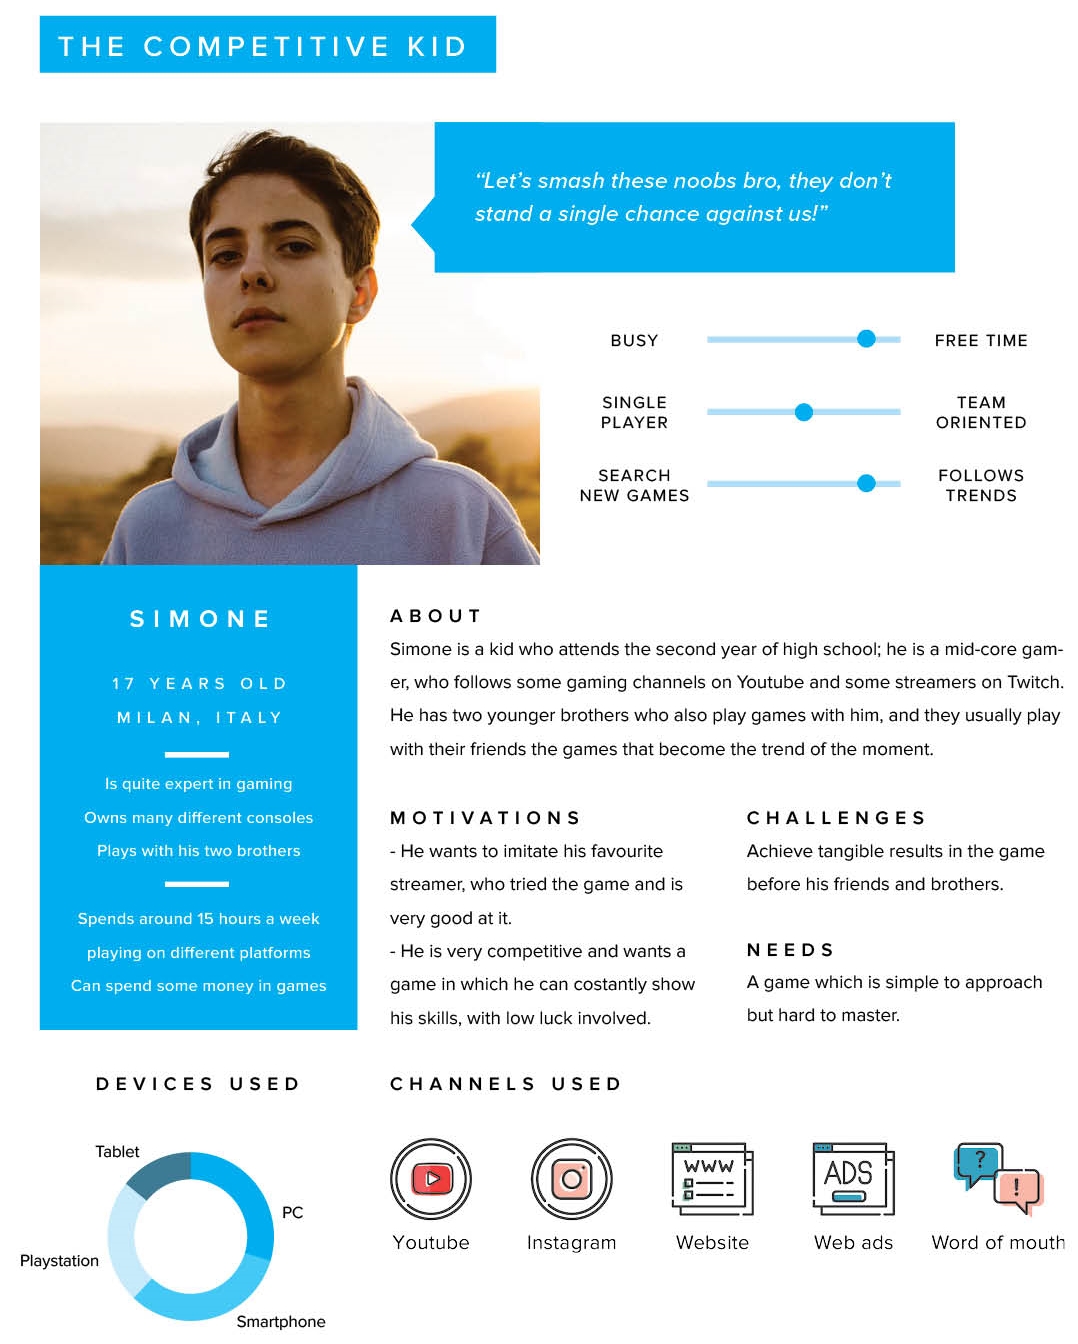 THE COMPETITIVE KID
“Let’s smash these noobs bro, they don’t
stand a single chance against us!”
BUSY
FREE TIME
SINGLE
PLAYER
TEAM
ORIENTED
SEARCH
NEW GAMES
FOLLOWS
TRENDS
SIMONE
17 YEARS OLD
MILAN, ITALY
Is quite expert in gaming
Owns many different consoles
Plays with his two brothers
Spends around 15 hours a week
playing on different platforms
Can spend some money in games
ABOUT
Simone is a kid who attends the second year of high school; he is a mid-core gam-
er, who follows some gaming channels on Youtube and some streamers on Twitch.
He has two younger brothers who also play games with him, and they usually play
with their friends the games that become the trend of the moment.
MOTIVATIONS
- He wants to imitate his favourite
streamer, who tried the game and is
very good at it.
- He is very competitive and wants a
game in which he can costantly show
his skills, with low luck involved.
CHALLENGES
Achieve tangible results in the game
before his friends and brothers.
NEEDS
A game which is simple to approach
but hard to master.
DEVICES USED
Tablet
PC
Playstation
Smartphone
CHANNELS USED
WWW
ADS
?
!
Youtube
Instagram
Website
Web ads
Word of mouth